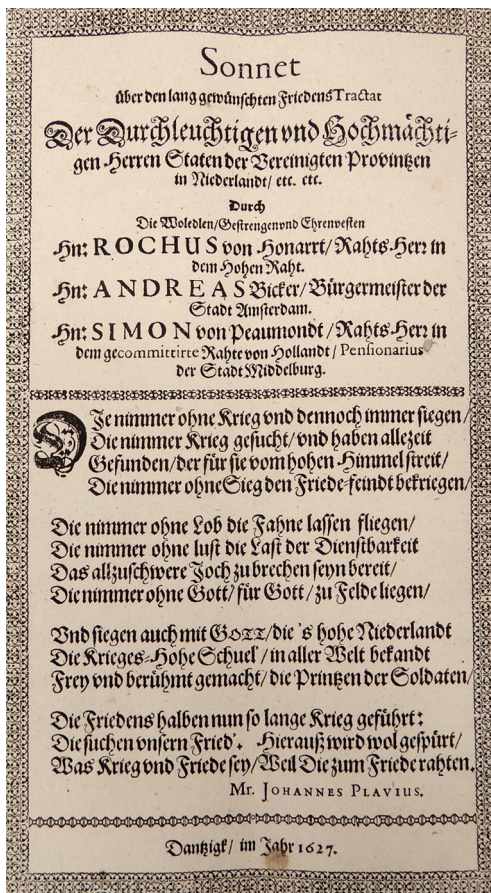 Sonnet
über den lang gewünschten Friedens Tractat
Der Durchleuchtigen vnd Hochmächti-
gen Herren Staten der Vereinigten Provintzen
in Niederlandt/ etc. etc.
Durch
Die Woledlen/Gestrengen vnd Ehrenvesten
Hn: ROCHUS von Honarrt/ Rahts-Herr in
dem Hohen Raht.
Hn: ANDREAS Bicker/ Bürgermeister der
Stadt Amsterdam.
Hn: SIMON von Peaumondt / Rahts-Herr in
dem gecommittirte Rahte von Hollandt / Pensionarius
der Stadt Middelburg.
DJe nimmer ohne Krieg vnd dennoch immer siegen/
Die nimmer Krieg gesucht/ vnd haben allezeit
Gefunden/ der für sie vom hohen Himmel streit/
Die nimmer ohne Sieg den Friede-feindt bekriegen/
Die nimmer ohne Lob die Fahne lassen fliegen/
Die nimmer ohne lust die Last der Dienstbarkeit
Das allzuschwere Joch zu brechen seyn bereit/
Die nimmer ohne Gott/ für Gott / zu Felde liegen/
Vnd siegen auch mit GOTT/die 's hohe Niederlandt
Die Krieges-Hohe Schuel / in aller Welt bekandt
Frey vnd berühmt gemacht/ die Printzen der Soldaten/
Die Friedens halben nun so lange Krieg geführt:
Die suchen vnsern Fried'. Hierauß wird wol gespürt/
Was Krieg vnd Friede sey/ Weil Die zum Friede rahten.
Mr. JOHANNES PLAVIUS.
Dantzigk/ im Jahr 1627.